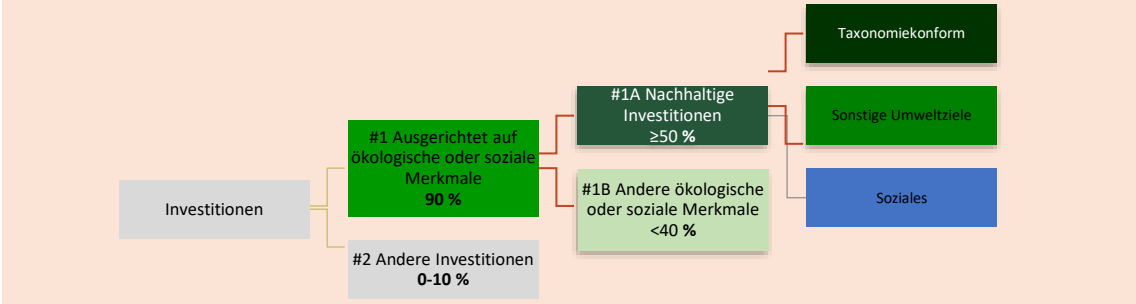 Investitionen
#1 Ausgerichtet auf
ökologische oder soziale
Merkmale
90 %
#2 Andere Investitionen
0-10 %
#1A Nachhaltige
Investitionen
≥50 %
#1B Andere ökologische
oder soziale Merkmale
<40 %
Taxonomiekonform
Sonstige Umweltziele
Soziales